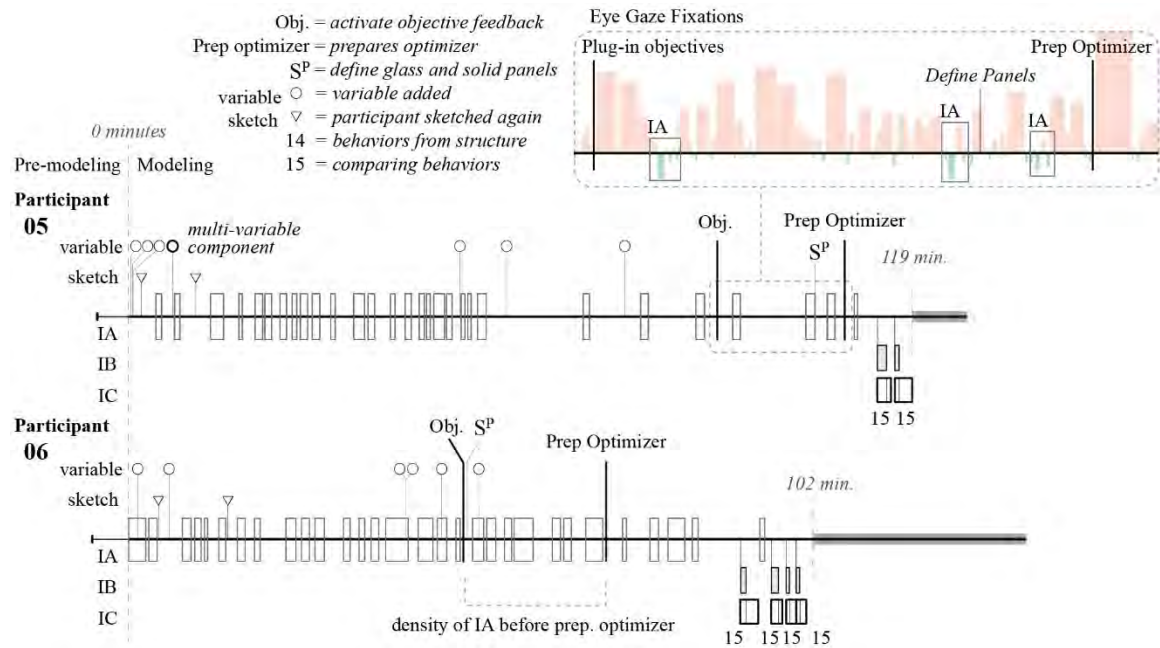 Obj. = activate objective feedback
Prep optimizer = prepares optimizer
Sᴾ = define glass and solid panels
variable ○ = variable added
sketch ▽ = participant sketched again
14 = behaviors from structure
15 = comparing behaviors
Eye Gaze Fixations
Plug-in objectives
Prep Optimizer
Define Panels
IA
IA
IA
0 minutes
Pre-modeling
Modeling
Participant
05
variable
multi-variable
component
sketch
Obj.
Prep Optimizer
Sᴾ
119 min.
IA
IB
IC
15 15
Participant
06
variable
sketch
Obj.
Sᴾ
Prep Optimizer
102 min.
IA
IB
IC
density of IA before prep. optimizer
15 15 15 15